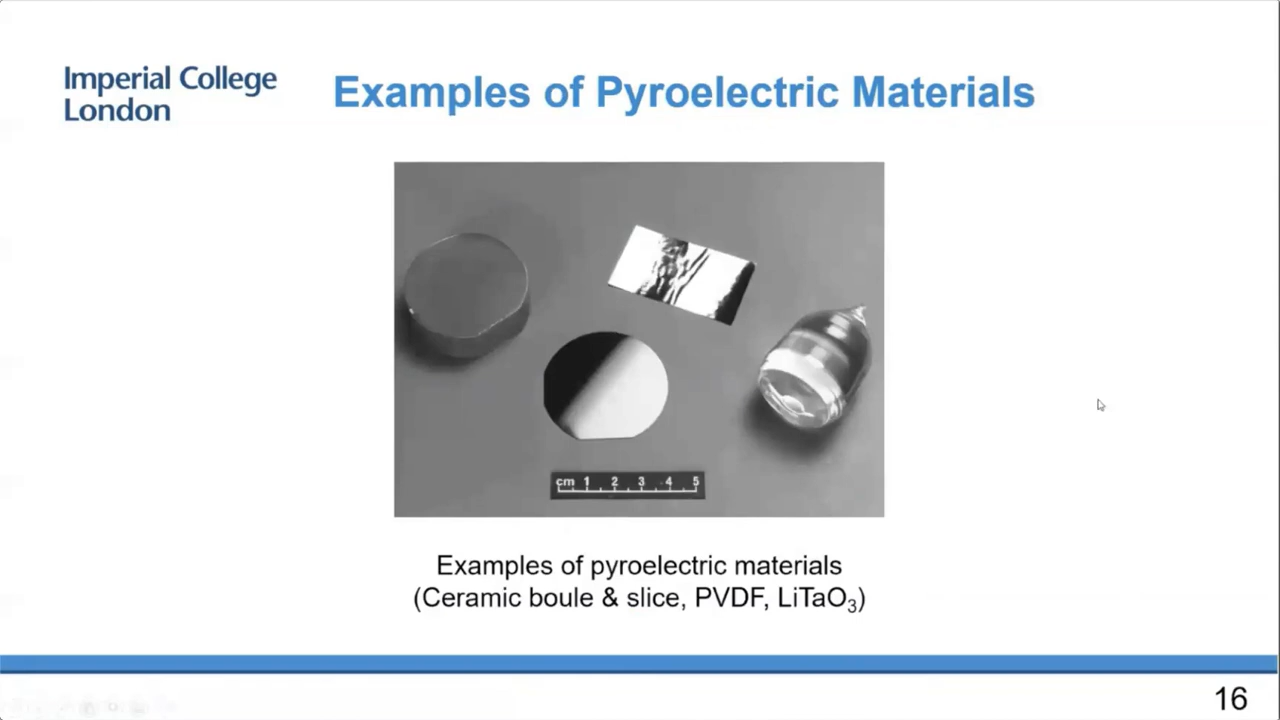 Imperial College
London
Examples of Pyroelectric Materials
cm 1 2 3 4 5
Examples of pyroelectric materials
(Ceramic boule & slice, PVDF, LiTaO₃)
16